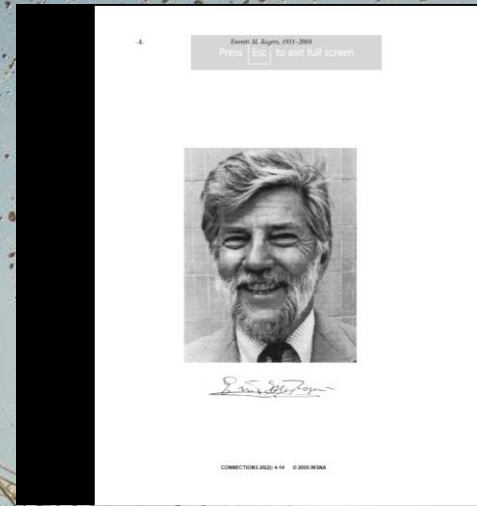 -4-
Everett M. Rogers, 1931–2004
Press Esc to exit full screen
CONNECTIONS 26(2): 4-14 © 2005 INSNA